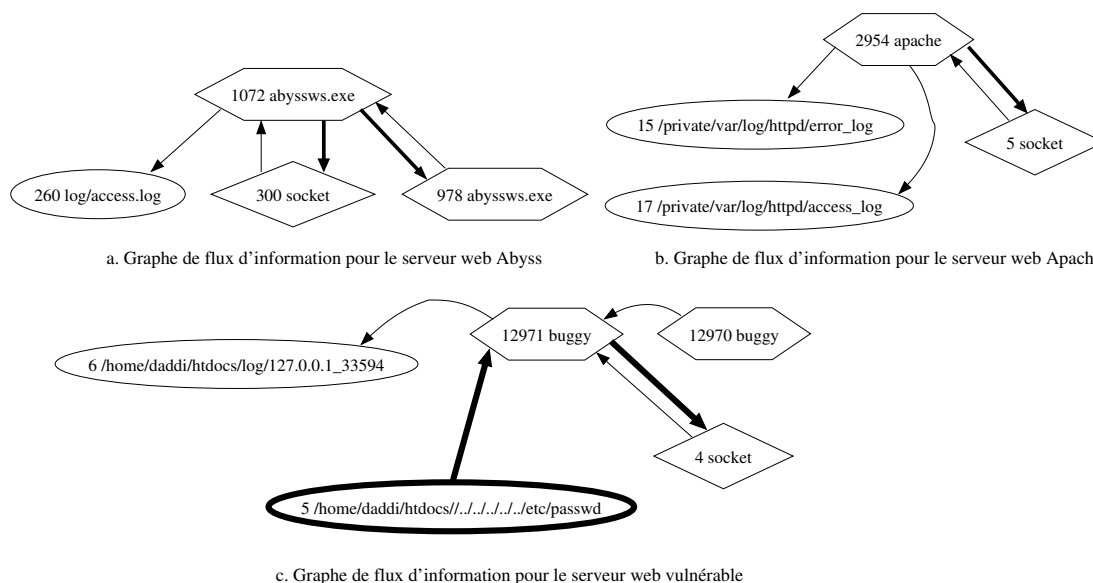 1072 abyssws.exe
260 log/access.log
300 socket
978 abyssws.exe
a. Graphe de flux d'information pour le serveur web Abyss
2954 apache
15 /private/var/log/httpd/error_log
5 socket
17 /private/var/log/httpd/access_log
b. Graphe de flux d'information pour le serveur web Apach
12971 buggy
12970 buggy
6 /home/daddi/htdocs/log/127.0.0.1_33594
4 socket
5 /home/daddi/htdocs//../../../../../etc/passwd
c. Graphe de flux d'information pour le serveur web vulnérable